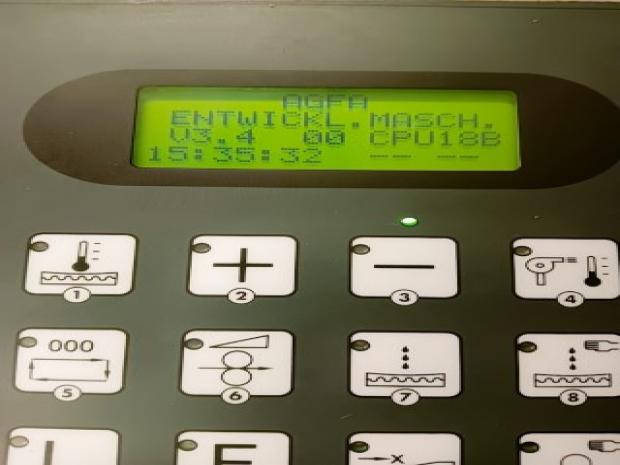 AGFA
ENTWICKL.MASCH.
V3.4 00 CPU18B
15:35:32 -- --
1
+
2
−
3
4
000
5
6
7
8
E
X